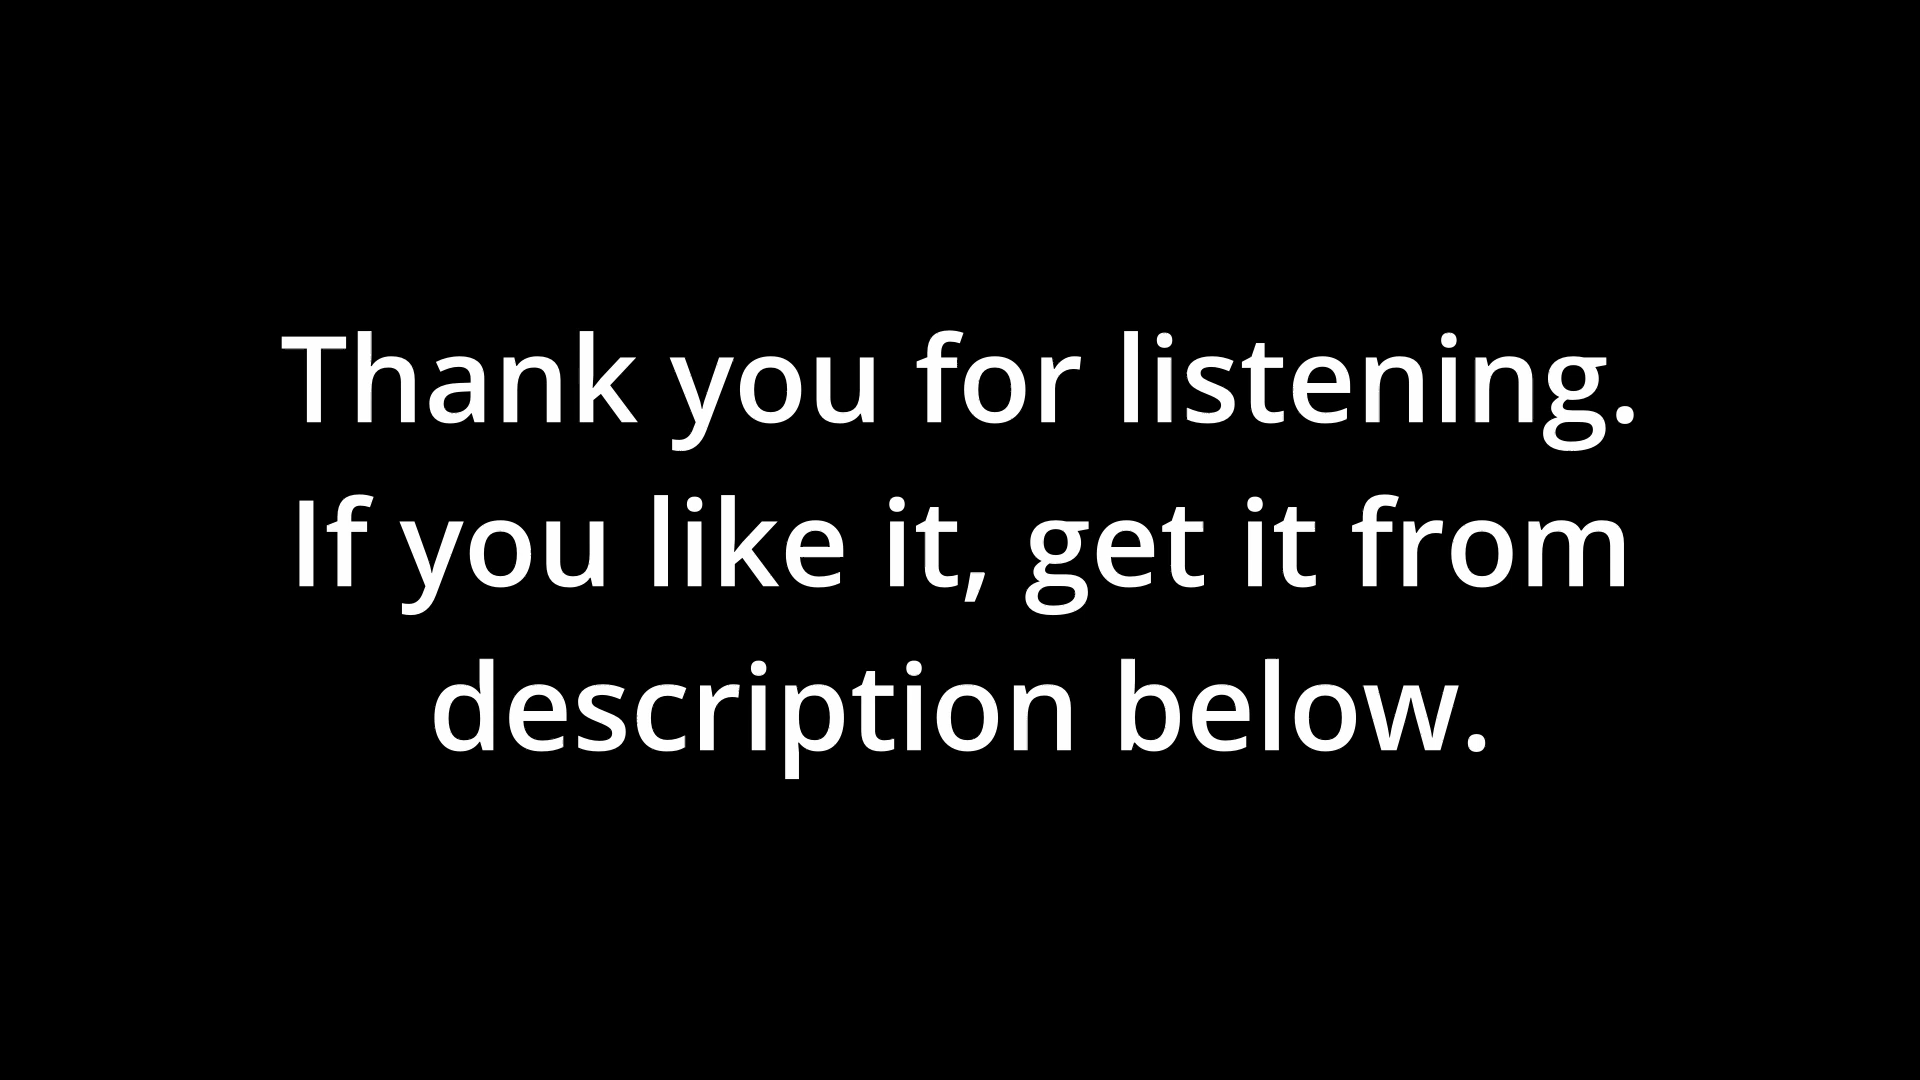 Thank you for listening.
If you like it, get it from
description below.